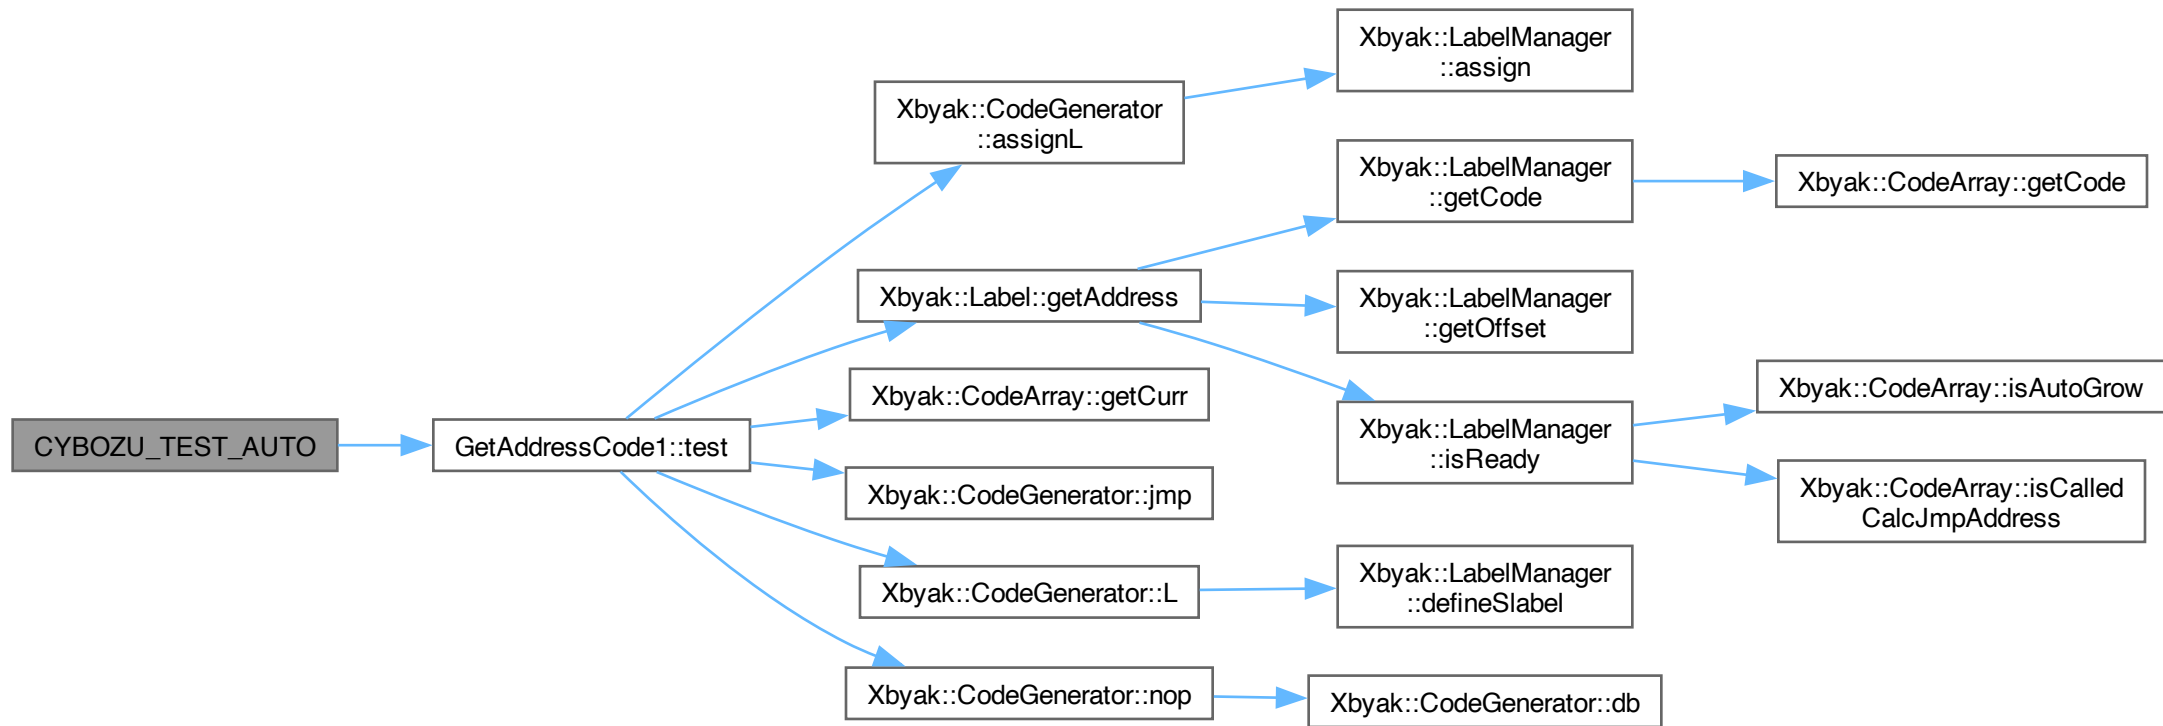 CYBOZU_TEST_AUTO
GetAddressCode1::test
Xbyak::CodeGenerator
::assignL
Xbyak::Label::getAddress
Xbyak::CodeArray::getCurr
Xbyak::CodeGenerator::jmp
Xbyak::CodeGenerator::L
Xbyak::CodeGenerator::nop
Xbyak::LabelManager
::assign
Xbyak::LabelManager
::getCode
Xbyak::LabelManager
::getOffset
Xbyak::LabelManager
::isReady
Xbyak::LabelManager
::defineSlabel
Xbyak::CodeGenerator::db
Xbyak::CodeArray::getCode
Xbyak::CodeArray::isAutoGrow
Xbyak::CodeArray::isCalled
CalcJmpAddress